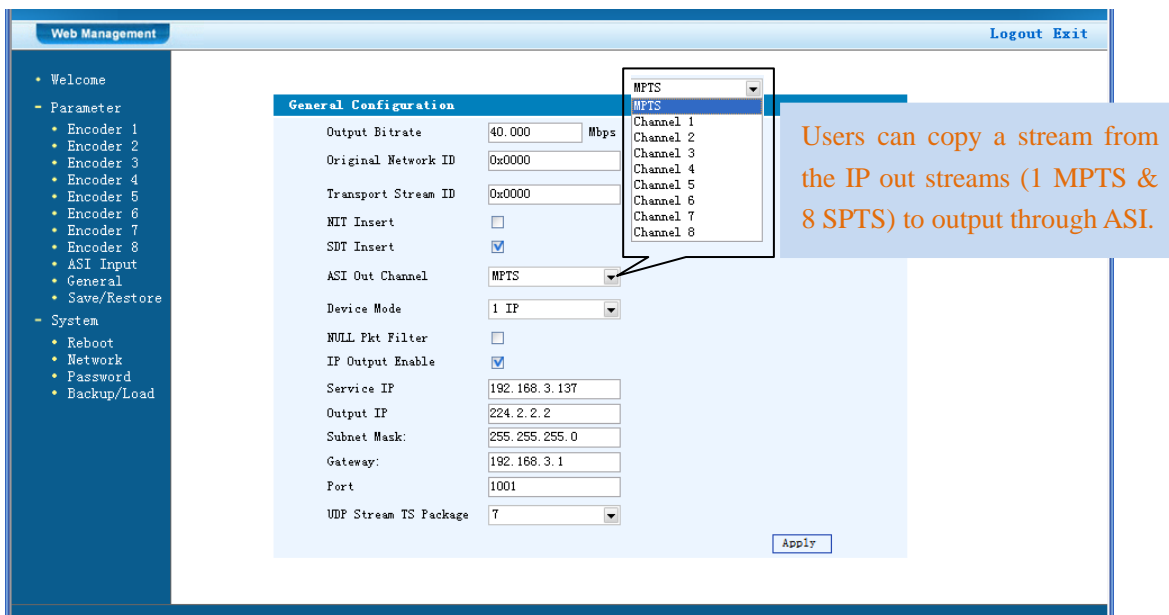 Web Management
Logout Exit
Welcome
Parameter
Encoder 1
Encoder 2
Encoder 3
Encoder 4
Encoder 5
Encoder 6
Encoder 7
Encoder 8
ASI Input
General
Save/Restore
System
Reboot
Network
Password
Backup/Load
General Configuration
Output Bitrate 40.000 Mbps
Original Network ID 0x0000
Transport Stream ID 0x0000
NIT Insert
SDT Insert
ASI Out Channel MPTS
Device Mode 1 IP
NULL Pkt Filter
IP Output Enable
Service IP 192.168.3.137
Output IP 224.2.2.2
Subnet Mask: 255.255.255.0
Gateway: 192.168.3.1
Port 1001
UDP Stream TS Package 7
Apply
MPTS
MPTS
Channel 1
Channel 2
Channel 3
Channel 4
Channel 5
Channel 6
Channel 7
Channel 8
Users can copy a stream from
the IP out streams (1 MPTS &
8 SPTS) to output through ASI.